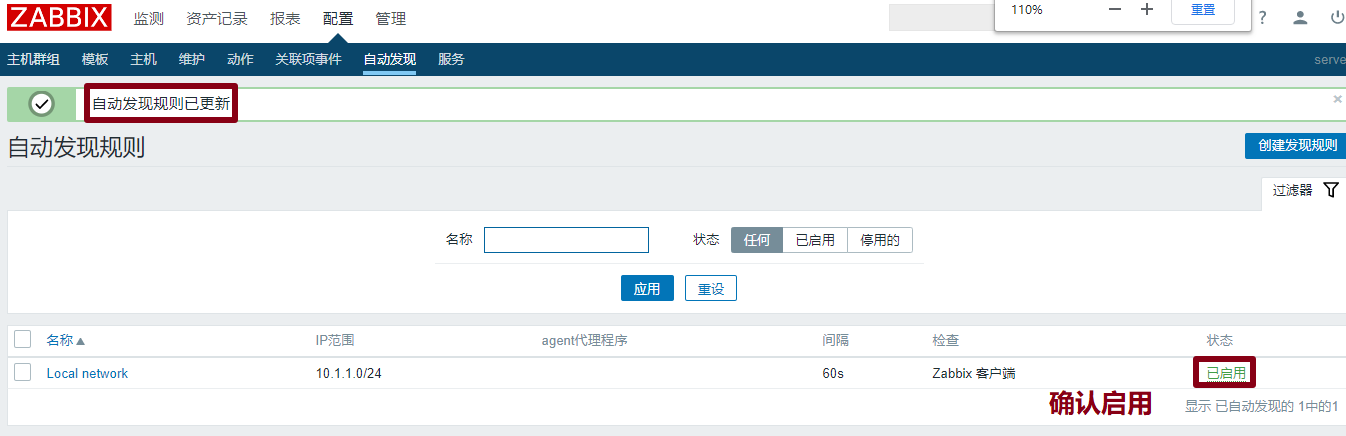 110% 重置
ZABBIX 监测 资产记录 报表 配置 管理 ?
主机群组 模板 主机 维护 动作 关联项事件 自动发现 服务 serve
自动发现规则已更新
自动发现规则 创建发现规则
过滤器
名称 状态 任何 已启用 停用的
应用 重设
名称 IP范围 agent代理程序 间隔 检查 状态
Local network 10.1.1.0/24 60s Zabbix 客户端 已启用
确认启用
显示 已自动发现的 1中的1